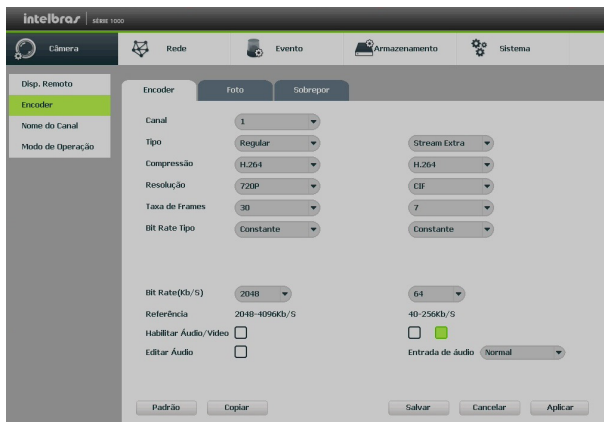 intelbras SÉRIE 1000
Câmera Rede Evento Armazenamento Sistema
Disp. Remoto
Encoder
Nome do Canal
Modo de Operação
Encoder Foto Sobrepor
Canal 1
Tipo Regular Stream Extra
Compressão H.264 H.264
Resolução 720P CIF
Taxa de Frames 30 7
Bit Rate Tipo Constante Constante
Bit Rate(Kb/S) 2048 64
Referência 2048-4096Kb/S 40-256Kb/S
Habilitar Áudio/Video
Editar Áudio Entrada de áudio Normal
Padrão Copiar Salvar Cancelar Aplicar